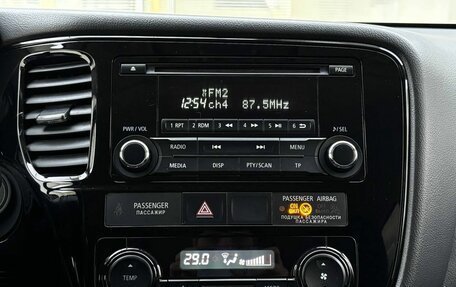 PAGE
FM2
12:54 ch4 87.5MHz
1 RPT 2 RDM 3 ◄◄ 4 ►► 5 6
PWR / VOL
♪ / SEL
RADIO MENU
MEDIA DISP PTY/SCAN TP
PASSENGER
ПАССАЖИР
PASSENGER AIRBAG
ПОДУШКА БЕЗОПАСНОСТИ
ПАССАЖИРА
29.0
TEMP